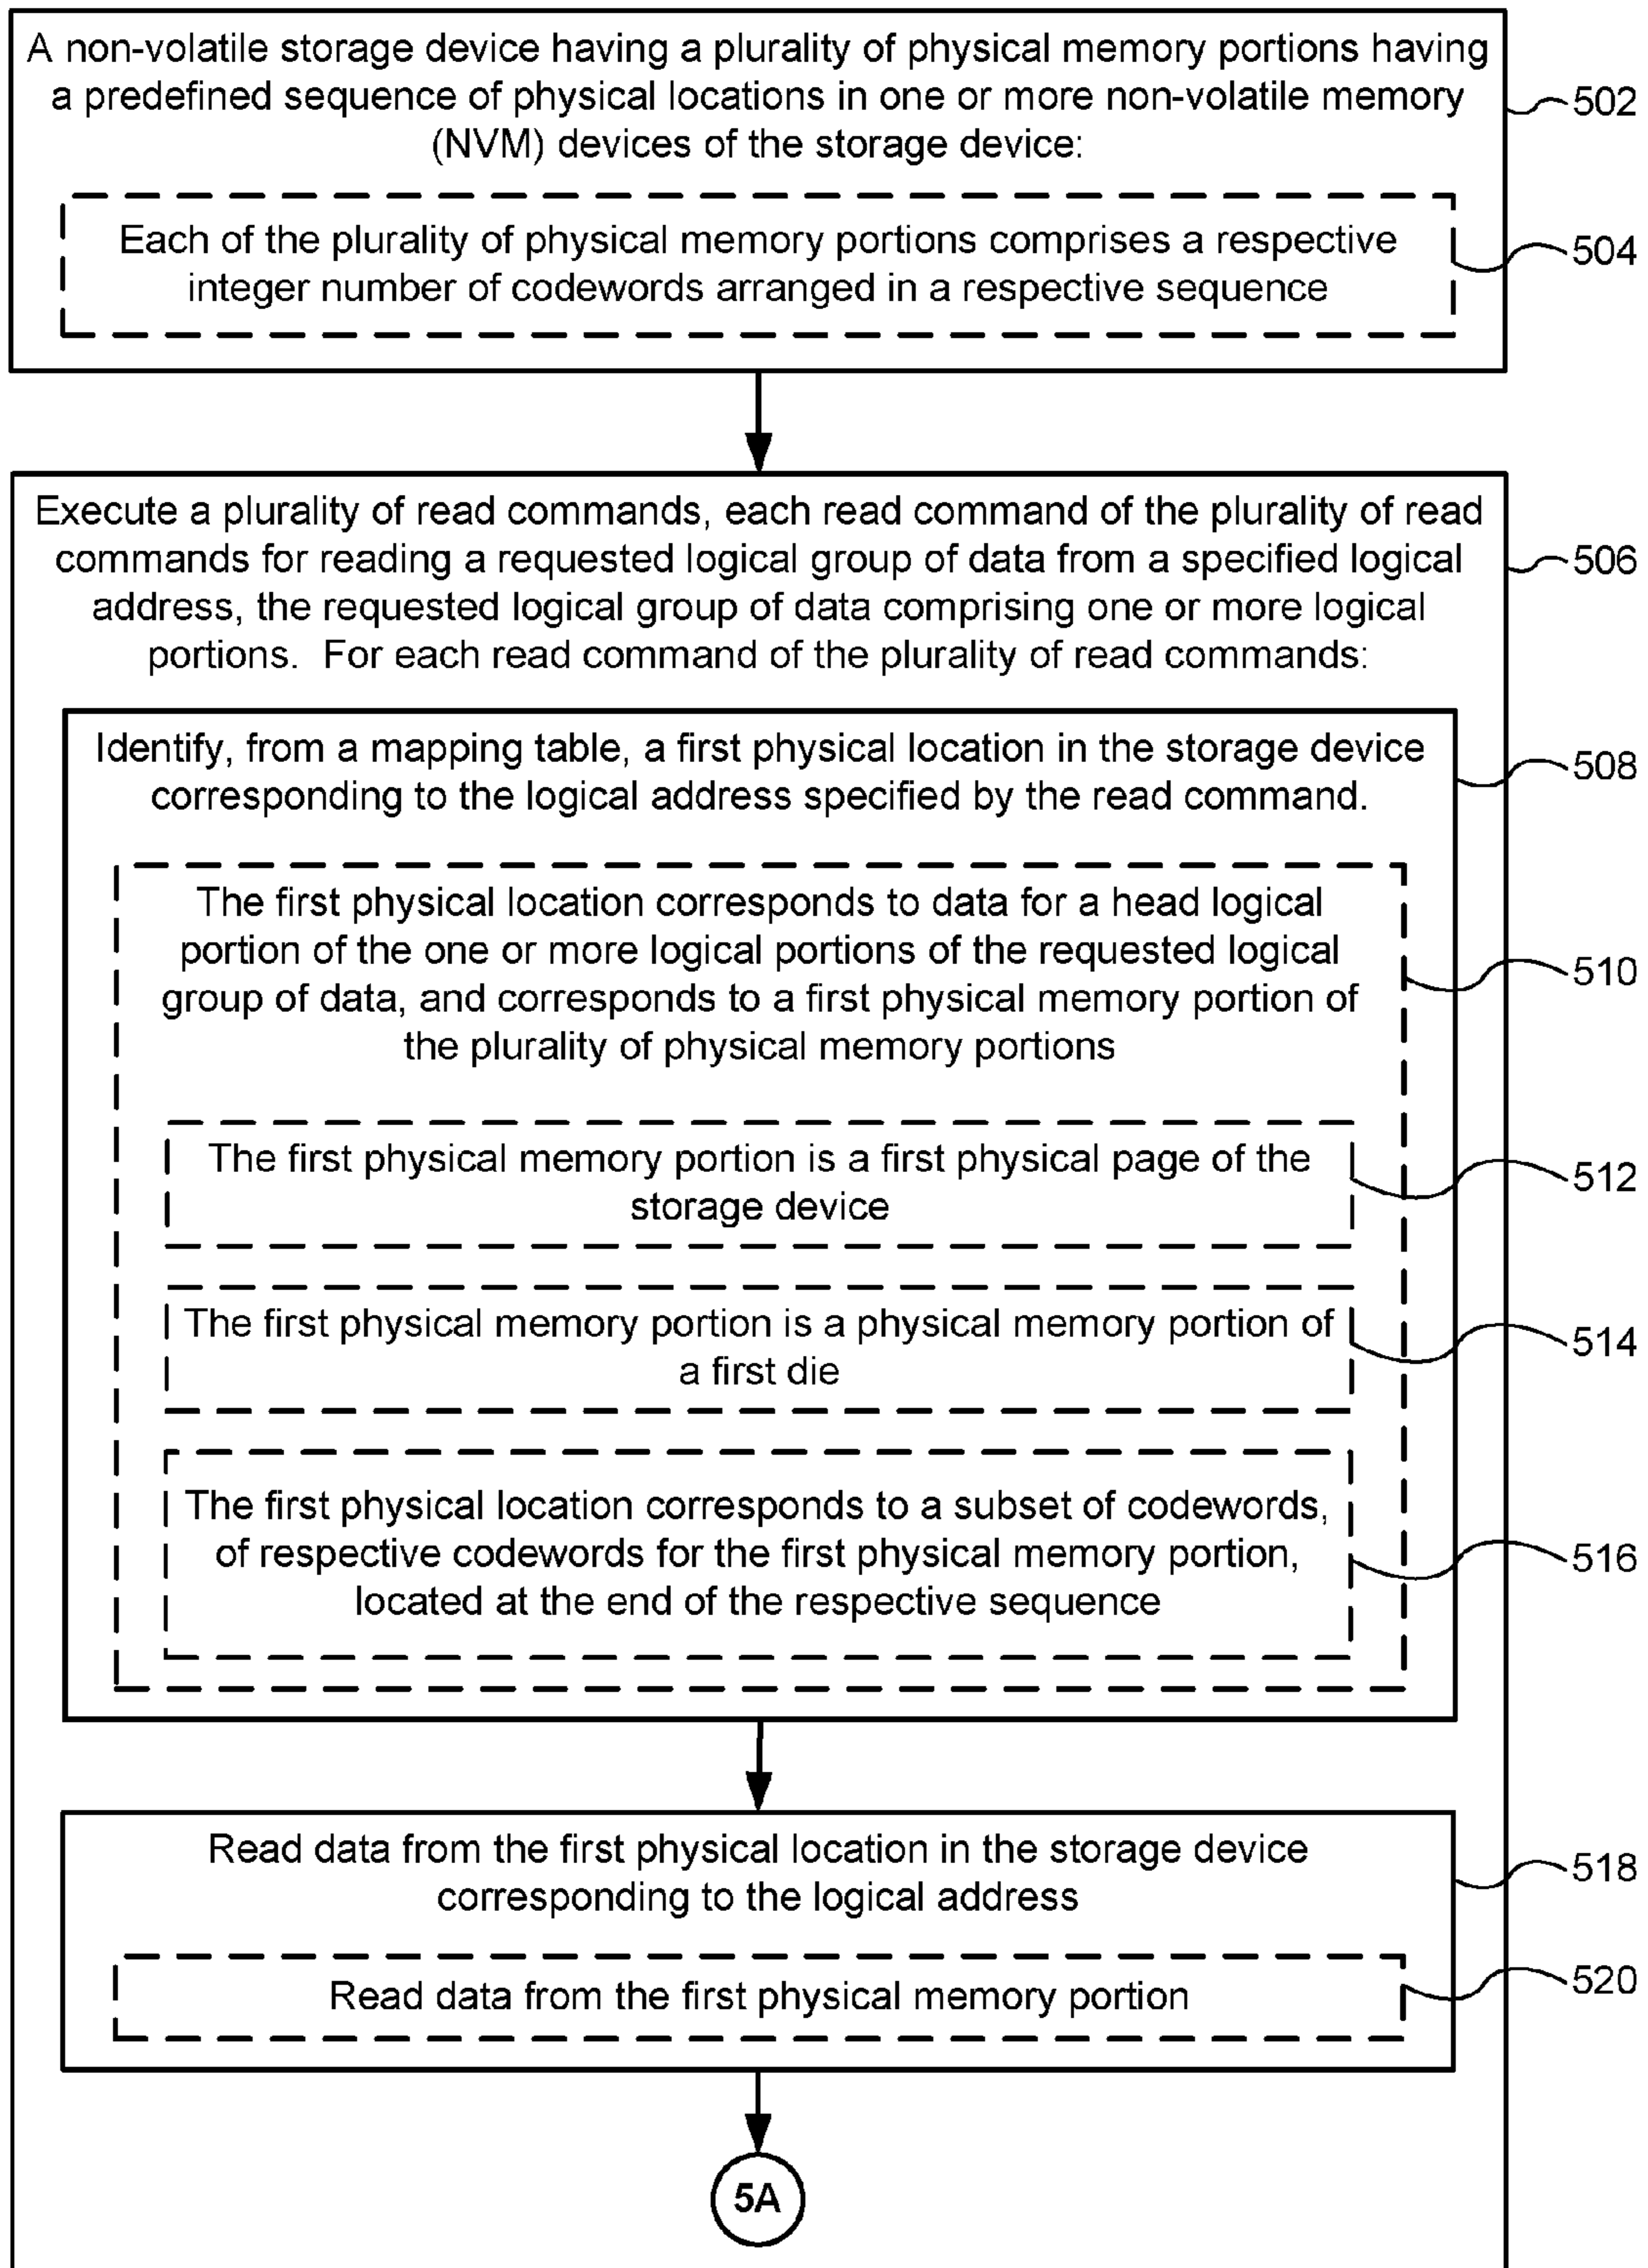 A non-volatile storage device having a plurality of physical memory portions having
a predefined sequence of physical locations in one or more non-volatile memory
(NVM) devices of the storage device:
502
Each of the plurality of physical memory portions comprises a respective
integer number of codewords arranged in a respective sequence
504
Execute a plurality of read commands, each read command of the plurality of read
commands for reading a requested logical group of data from a specified logical
address, the requested logical group of data comprising one or more logical
portions.  For each read command of the plurality of read commands:
506
Identify, from a mapping table, a first physical location in the storage device
corresponding to the logical address specified by the read command.
508
The first physical location corresponds to data for a head logical
portion of the one or more logical portions of the requested logical
group of data, and corresponds to a first physical memory portion of
the plurality of physical memory portions
510
The first physical memory portion is a first physical page of the
storage device
512
The first physical memory portion is a physical memory portion of
a first die
514
The first physical location corresponds to a subset of codewords,
of respective codewords for the first physical memory portion,
located at the end of the respective sequence
516
Read data from the first physical location in the storage device
corresponding to the logical address
518
Read data from the first physical memory portion
520
5A